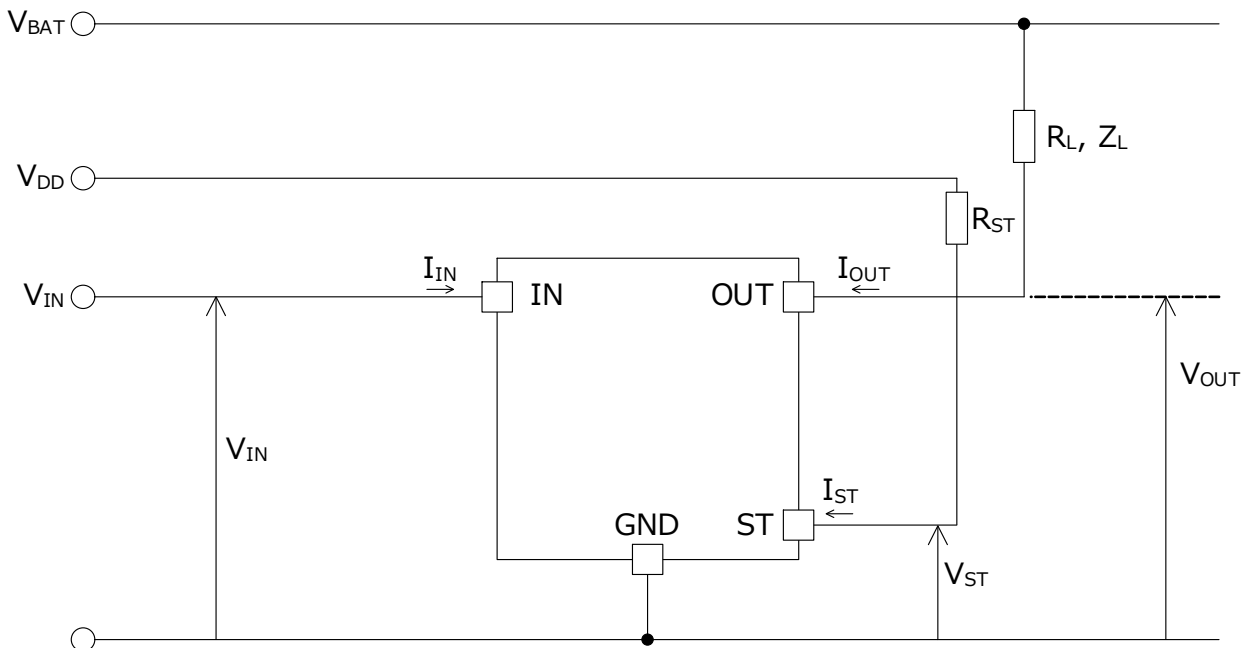 VBAT
RL, ZL
VDD
RST
VIN
IIN
IN
OUT
IOUT
VOUT
VIN
IST
GND
ST
VST